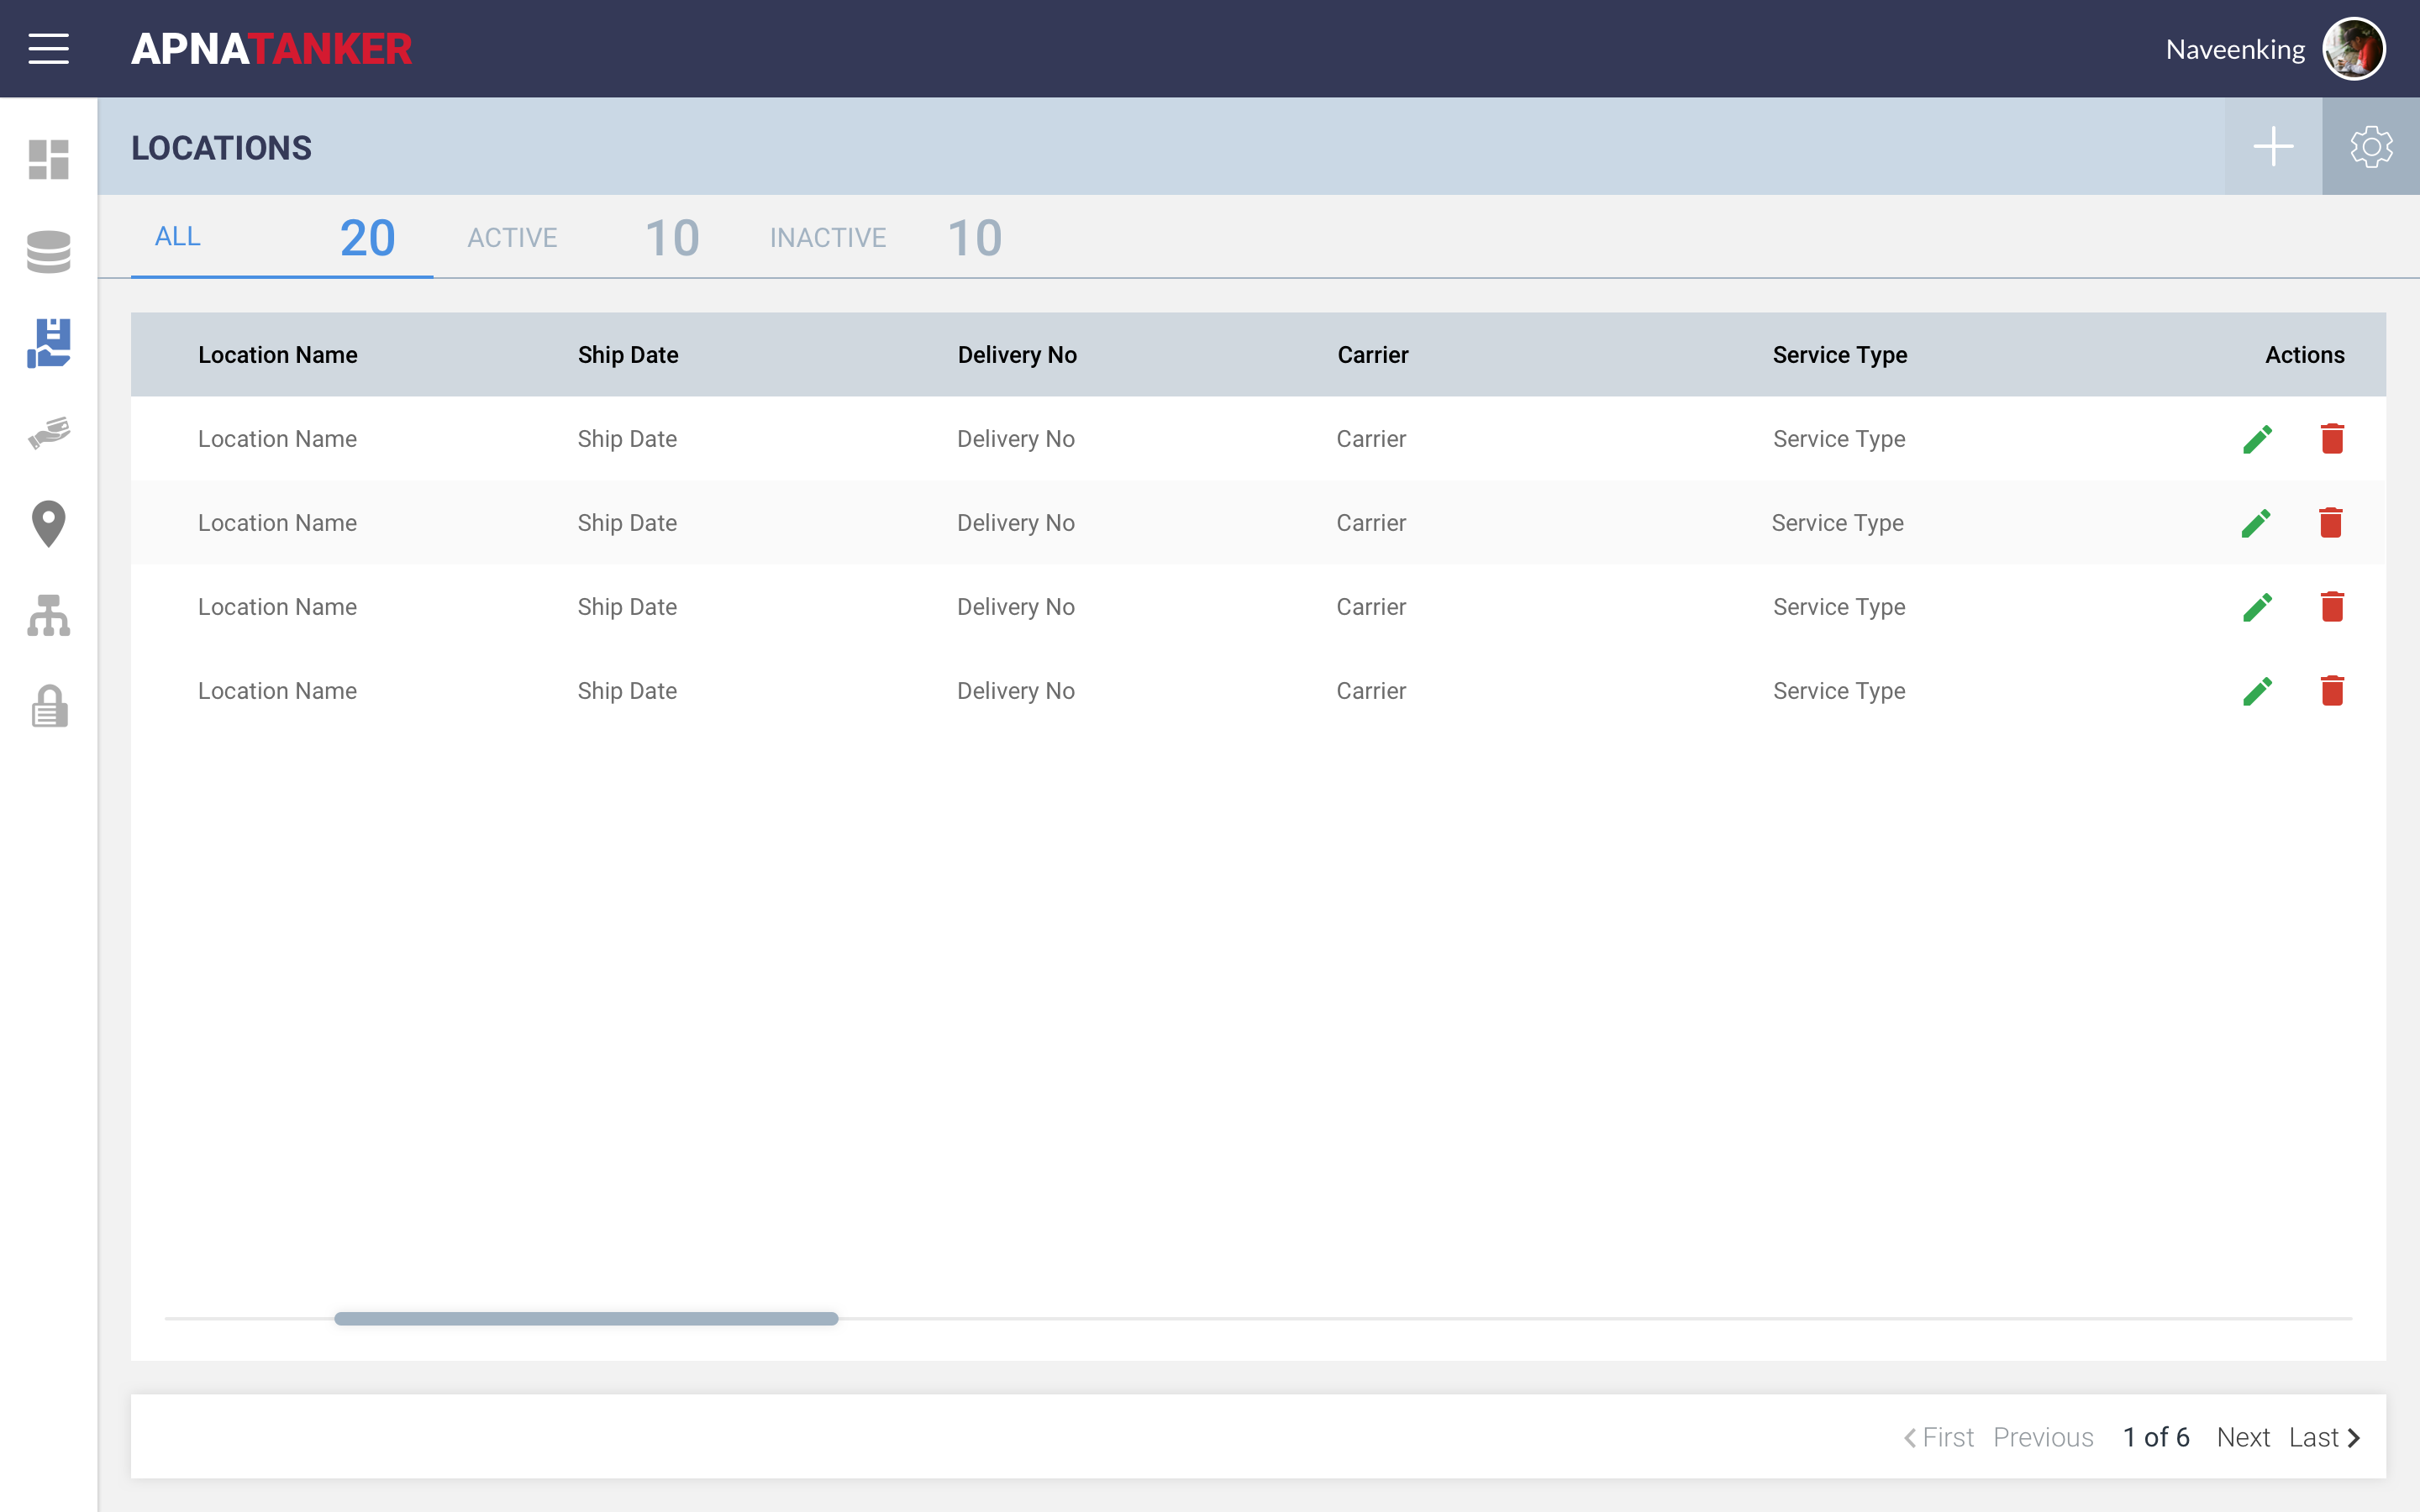 APNATANKER
Naveenking
LOCATIONS
ALL 20 ACTIVE 10 INACTIVE 10
Location Name Ship Date Delivery No Carrier Service Type Actions
Location Name Ship Date Delivery No Carrier Service Type
Location Name Ship Date Delivery No Carrier Service Type
Location Name Ship Date Delivery No Carrier Service Type
Location Name Ship Date Delivery No Carrier Service Type
First Previous 1 of 6 Next Last